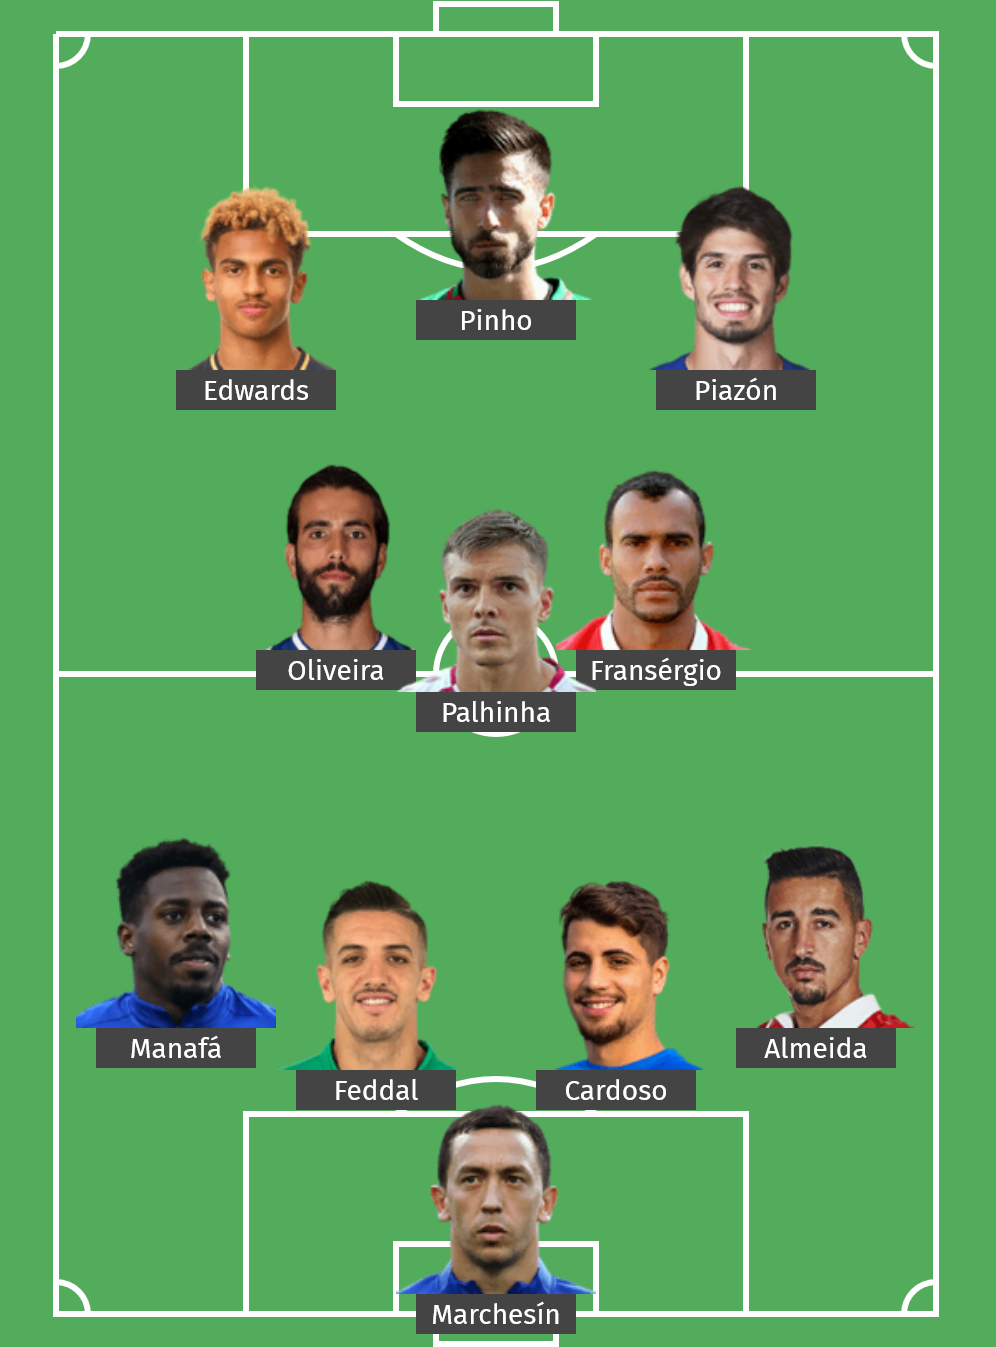 Pinho
Edwards
Piazón
Oliveira
Fransérgio
Palhinha
Manafá
Almeida
Feddal
Cardoso
Marchesín